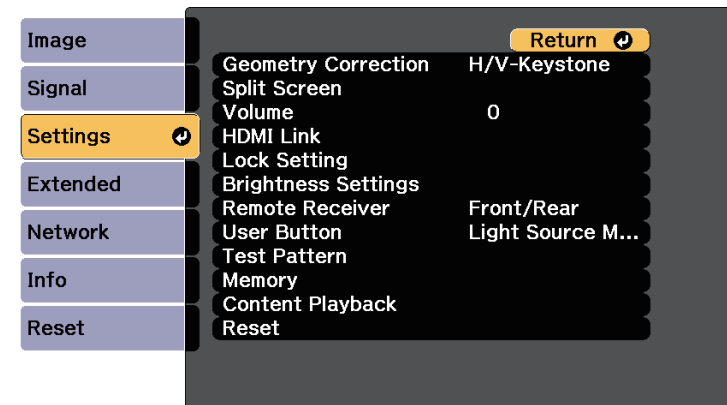 Image
Signal
Settings
Extended
Network
Info
Reset
Return
Geometry Correction H/V-Keystone
Split Screen
Volume 0
HDMI Link
Lock Setting
Brightness Settings
Remote Receiver Front/Rear
User Button Light Source M...
Test Pattern
Memory
Content Playback
Reset